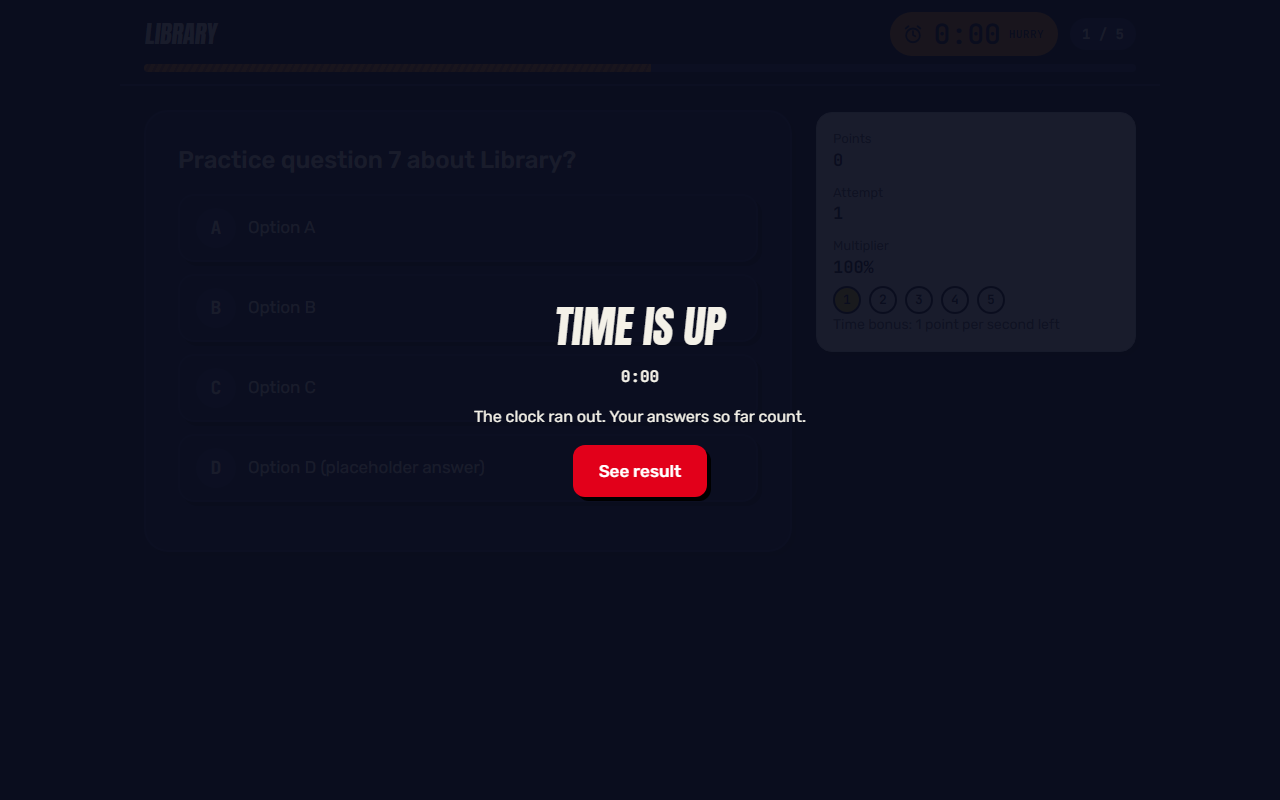 LIBRARY
0:00 HURRY
1 / 5
Practice question 7 about Library?
A Option A
B Option B
C Option C
D Option D (placeholder answer)
Points
0
Attempt
1
Multiplier
100%
1 2 3 4 5
Time bonus: 1 point per second left.
TIME IS UP
0:00
The clock ran out. Your answers so far count.
See result